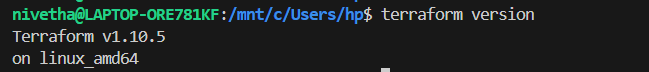 nivetha@LAPTOP-ORE781KF:/mnt/c/Users/hp$ terraform version
Terraform v1.10.5
on linux_amd64